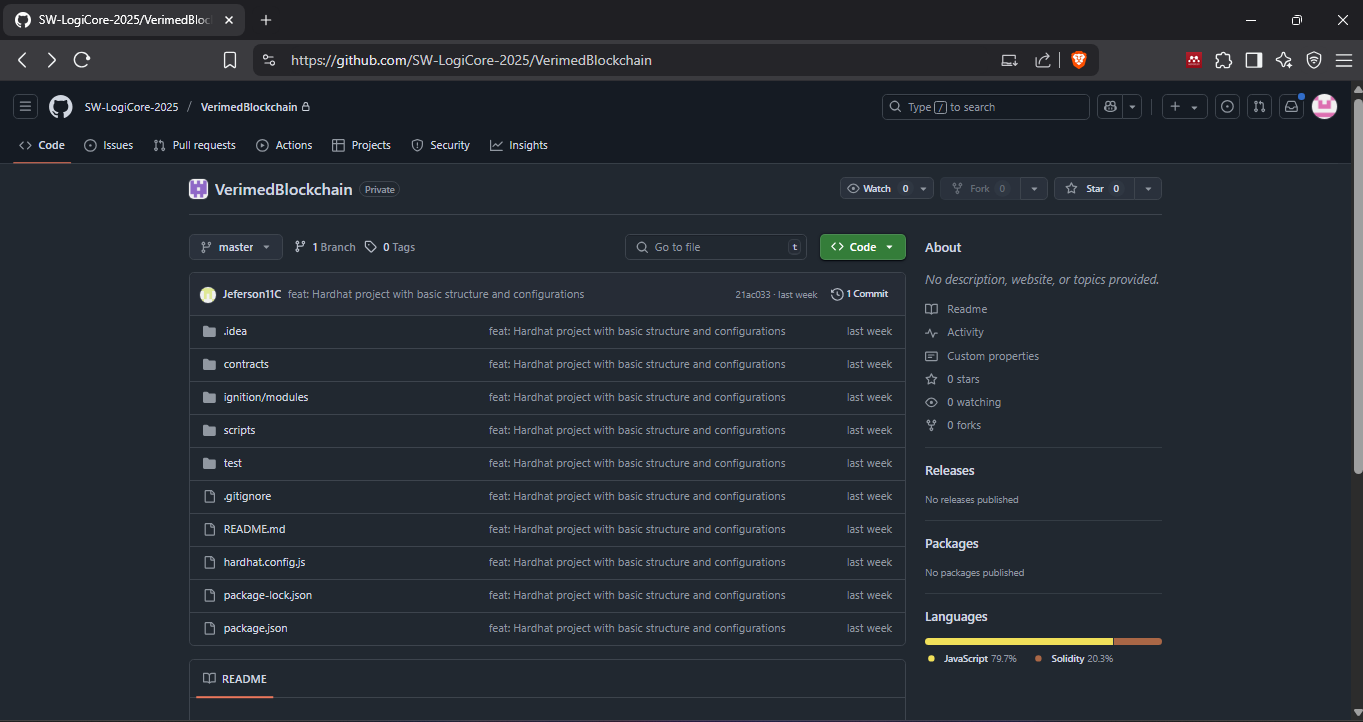 SW-LogiCore-2025/VerimedBloc
https://github.com/SW-LogiCore-2025/VerimedBlockchain
SW-LogiCore-2025 / VerimedBlockchain
Type / to search
Code
Issues
Pull requests
Actions
Projects
Security
Insights
VerimedBlockchain Private
Watch 0
Fork 0
Star 0
master
1 Branch
0 Tags
Go to file t
Code
Jeferson11C feat: Hardhat project with basic structure and configurations 21ac033 · last week 1 Commit
.idea feat: Hardhat project with basic structure and configurations last week
contracts feat: Hardhat project with basic structure and configurations last week
ignition/modules feat: Hardhat project with basic structure and configurations last week
scripts feat: Hardhat project with basic structure and configurations last week
test feat: Hardhat project with basic structure and configurations last week
.gitignore feat: Hardhat project with basic structure and configurations last week
README.md feat: Hardhat project with basic structure and configurations last week
hardhat.config.js feat: Hardhat project with basic structure and configurations last week
package-lock.json feat: Hardhat project with basic structure and configurations last week
package.json feat: Hardhat project with basic structure and configurations last week
README
About
No description, website, or topics provided.
Readme
Activity
Custom properties
0 stars
0 watching
0 forks
Releases
No releases published
Packages
No packages published
Languages
JavaScript 79.7% Solidity 20.3%